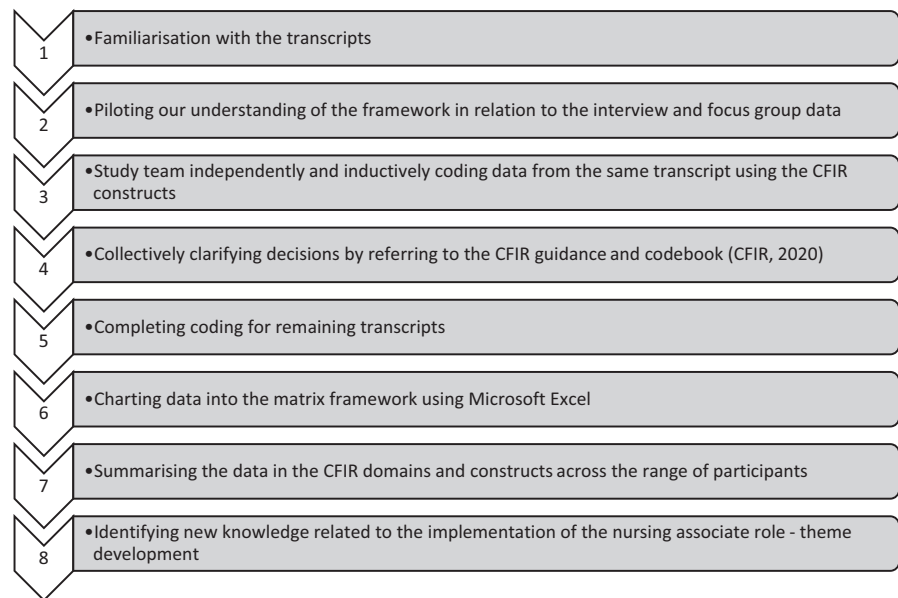 1
•Familiarisation with the transcripts
2
•Piloting our understanding of the framework in relation to the interview and focus group data
3
•Study team independently and inductively coding data from the same transcript using the CFIR
constructs
4
•Collectively clarifying decisions by referring to the CFIR guidance and codebook (CFIR, 2020)
5
•Completing coding for remaining transcripts
6
•Charting data into the matrix framework using Microsoft Excel
7
•Summarising the data in the CFIR domains and constructs across the range of participants
8
•Identifying new knowledge related to the implementation of the nursing associate role - theme
development